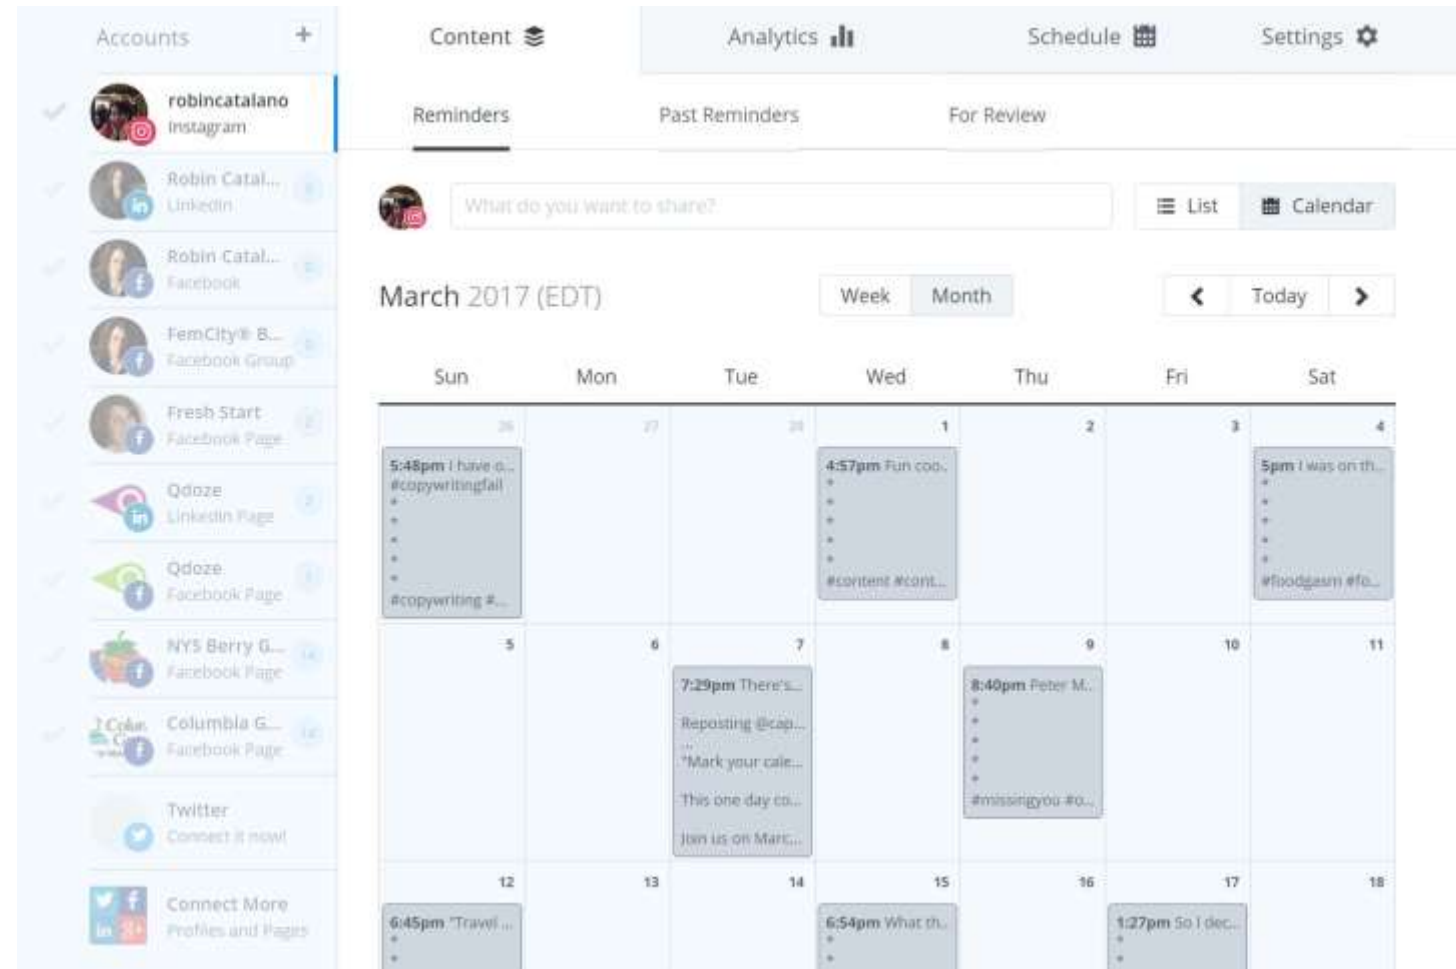 Accounts +
Content
Analytics
Schedule
Settings
robincatalano
Instagram
Robin Catal...
LinkedIn
Robin Catal...
Facebook
FemCity® B...
Facebook Group
Fresh Start
Facebook Page
Qdoze
LinkedIn Page
Qdoze
Facebook Page
NYS Berry G...
Facebook Page
Columbia G...
Facebook Page
Twitter
Connect it now!
Connect More
Profiles and Pages
Reminders
Past Reminders
For Review
What do you want to share?
List
Calendar
March 2017 (EDT)
Week
Month
Today
Sun Mon Tue Wed Thu Fri Sat
26 27 28 1 2 3 4
5:48pm I have o...
#copywritingfail
#copywriting #...
4:57pm Fun coo...
#content #cont...
5pm I was on th...
#foodgasm #fo...
5 6 7 8 9 10 11
7:29pm There's...
Reposting @cap...
...
"Mark your cale...
This one day co...
Join us on Marc...
8:40pm Peter M...
#missingyou #o...
12 13 14 15 16 17 18
6:45pm "Travel ...
6:54pm What th...
1:27pm So I dec...